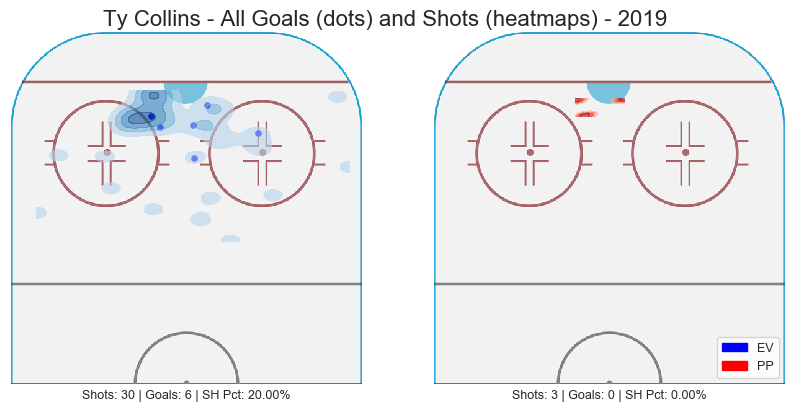 Ty Collins - All Goals (dots) and Shots (heatmaps) - 2019
EV
PP
Shots: 30 | Goals: 6 | SH Pct: 20.00%
Shots: 3 | Goals: 0 | SH Pct: 0.00%